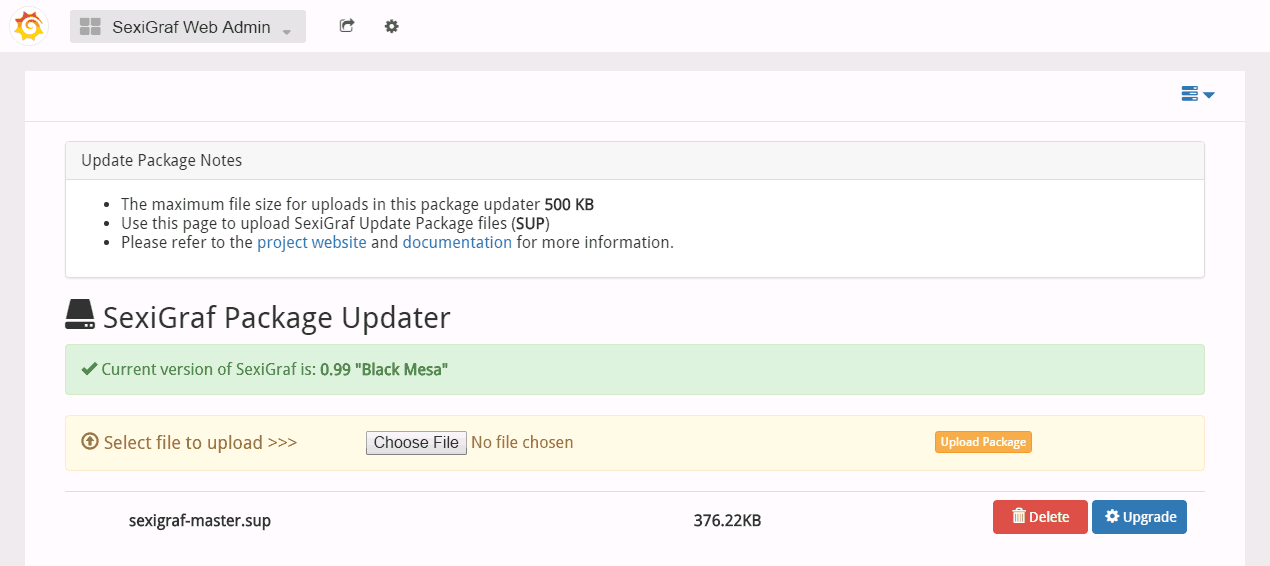 SexiGraf Web Admin
Update Package Notes
The maximum file size for uploads in this package updater 500 KB
Use this page to upload SexiGraf Update Package files (SUP)
Please refer to the project website and documentation for more information.
SexiGraf Package Updater
Current version of SexiGraf is: 0.99 "Black Mesa"
Select file to upload >>> Choose File No file chosen Upload Package
sexigraf-master.sup 376.22KB Delete Upgrade